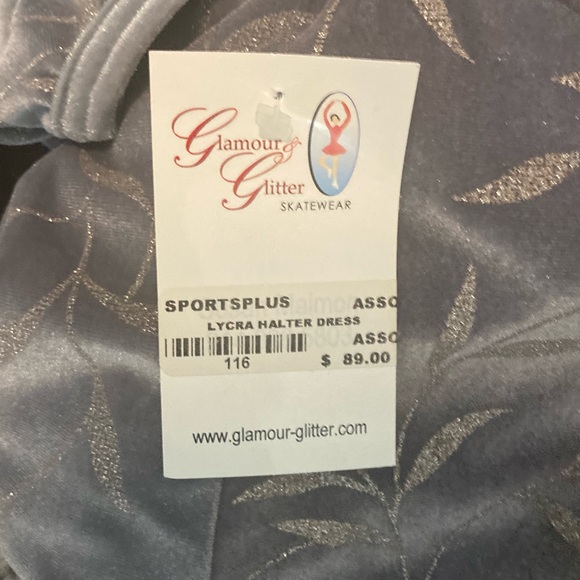 Glamour &
Glitter
SKATEWEAR
SPORTSPLUS ASSO
LYCRA HALTER DRESS
ASSO
116 $ 89.00
www.glamour-glitter.com